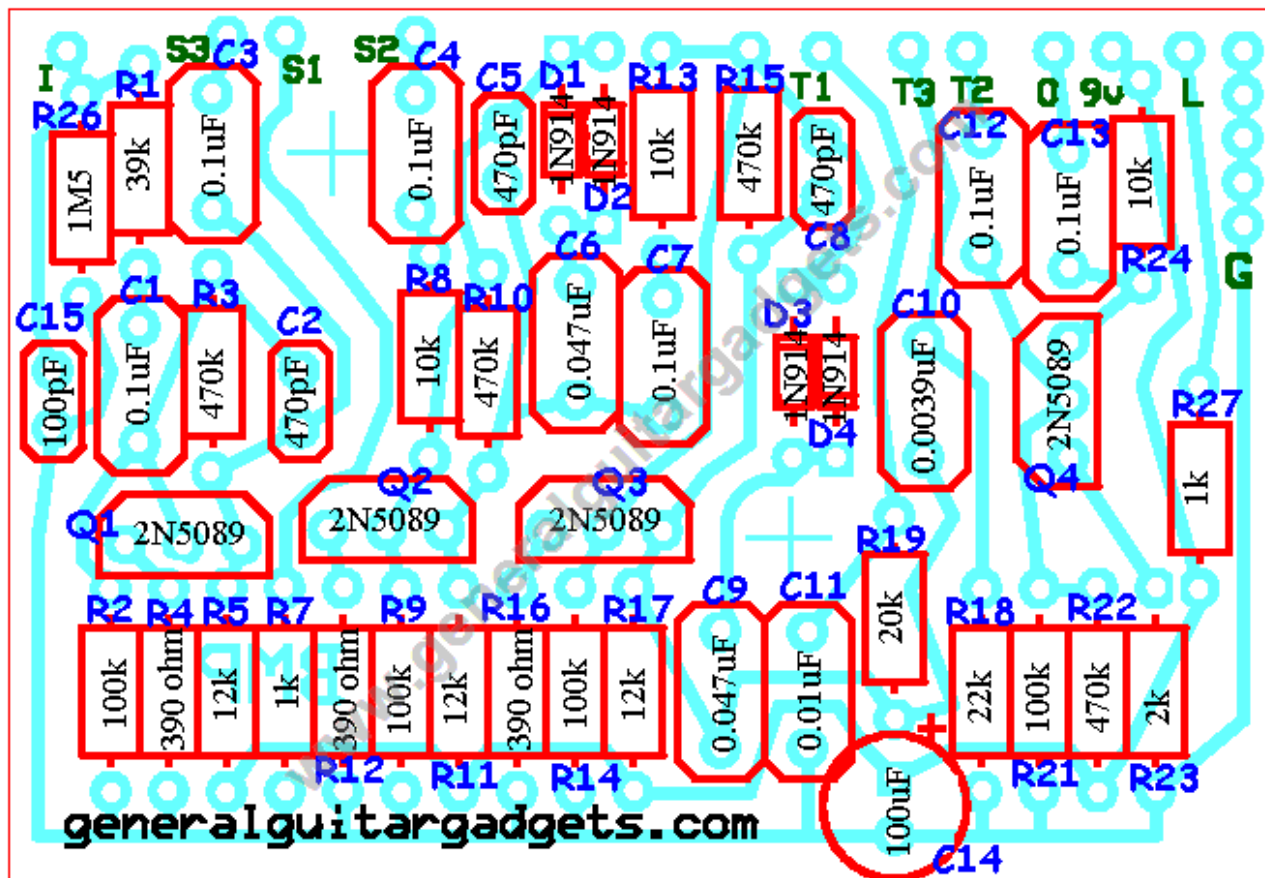 I
S3
C3
S1
S2
C4
C5
D1
R13
R15
T1
T3
T2
0
9v
L
R26
R1
1M5
39k
0.1uF
0.1uF
470pF
1N914
1N914
D2
10k
470k
470pF
C8
C12
0.1uF
C13
0.1uF
10k
R24
G
C15
C1
R3
C2
R8
R10
C6
C7
D3
C10
100pF
0.1uF
470k
470pF
10k
470k
0.047uF
0.1uF
1N914
1N914
D4
0.0039uF
2N5089
Q4
R27
1k
Q1
2N5089
Q2
2N5089
Q3
2N5089
R19
20k
C9
C11
R2
R4
R5
R7
R9
R16
R17
R18
R22
100k
390 ohm
12k
1k
390 ohm
100k
12k
390 ohm
100k
12k
0.047uF
0.01uF
22k
100k
470k
2k
BMP
R12
R11
R14
R21
R23
+
100uF
C14
generalguitargadgets.com
www.generalguitargadgets.com